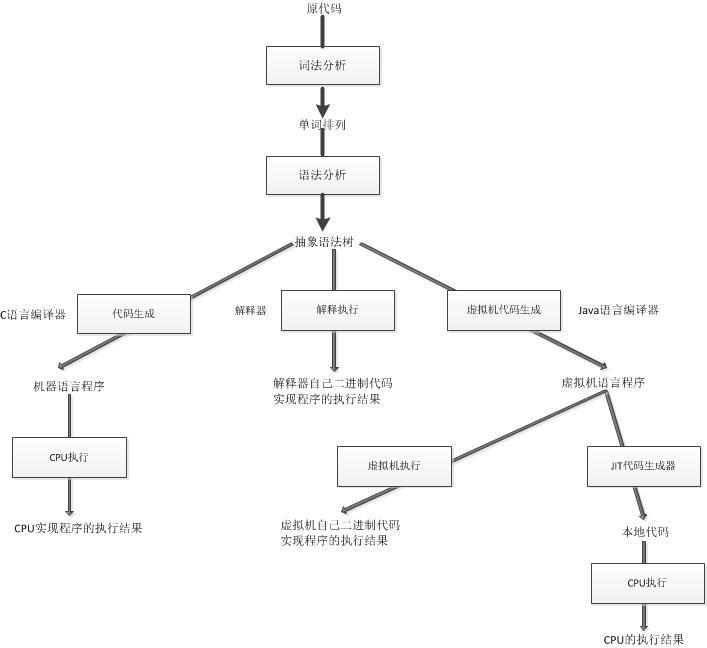 原代码
词法分析
单词排列
语法分析
抽象语法树
C语言编译器
代码生成
解释器
解释执行
虚拟机代码生成
Java语言编译器
机器语言程序
解释器自己二进制代码
实现程序的执行结果
虚拟机语言程序
CPU执行
虚拟机执行
JIT代码生成器
CPU实现程序的执行结果
虚拟机自己二进制代码
实现程序的执行结果
本地代码
CPU执行
CPU的执行结果